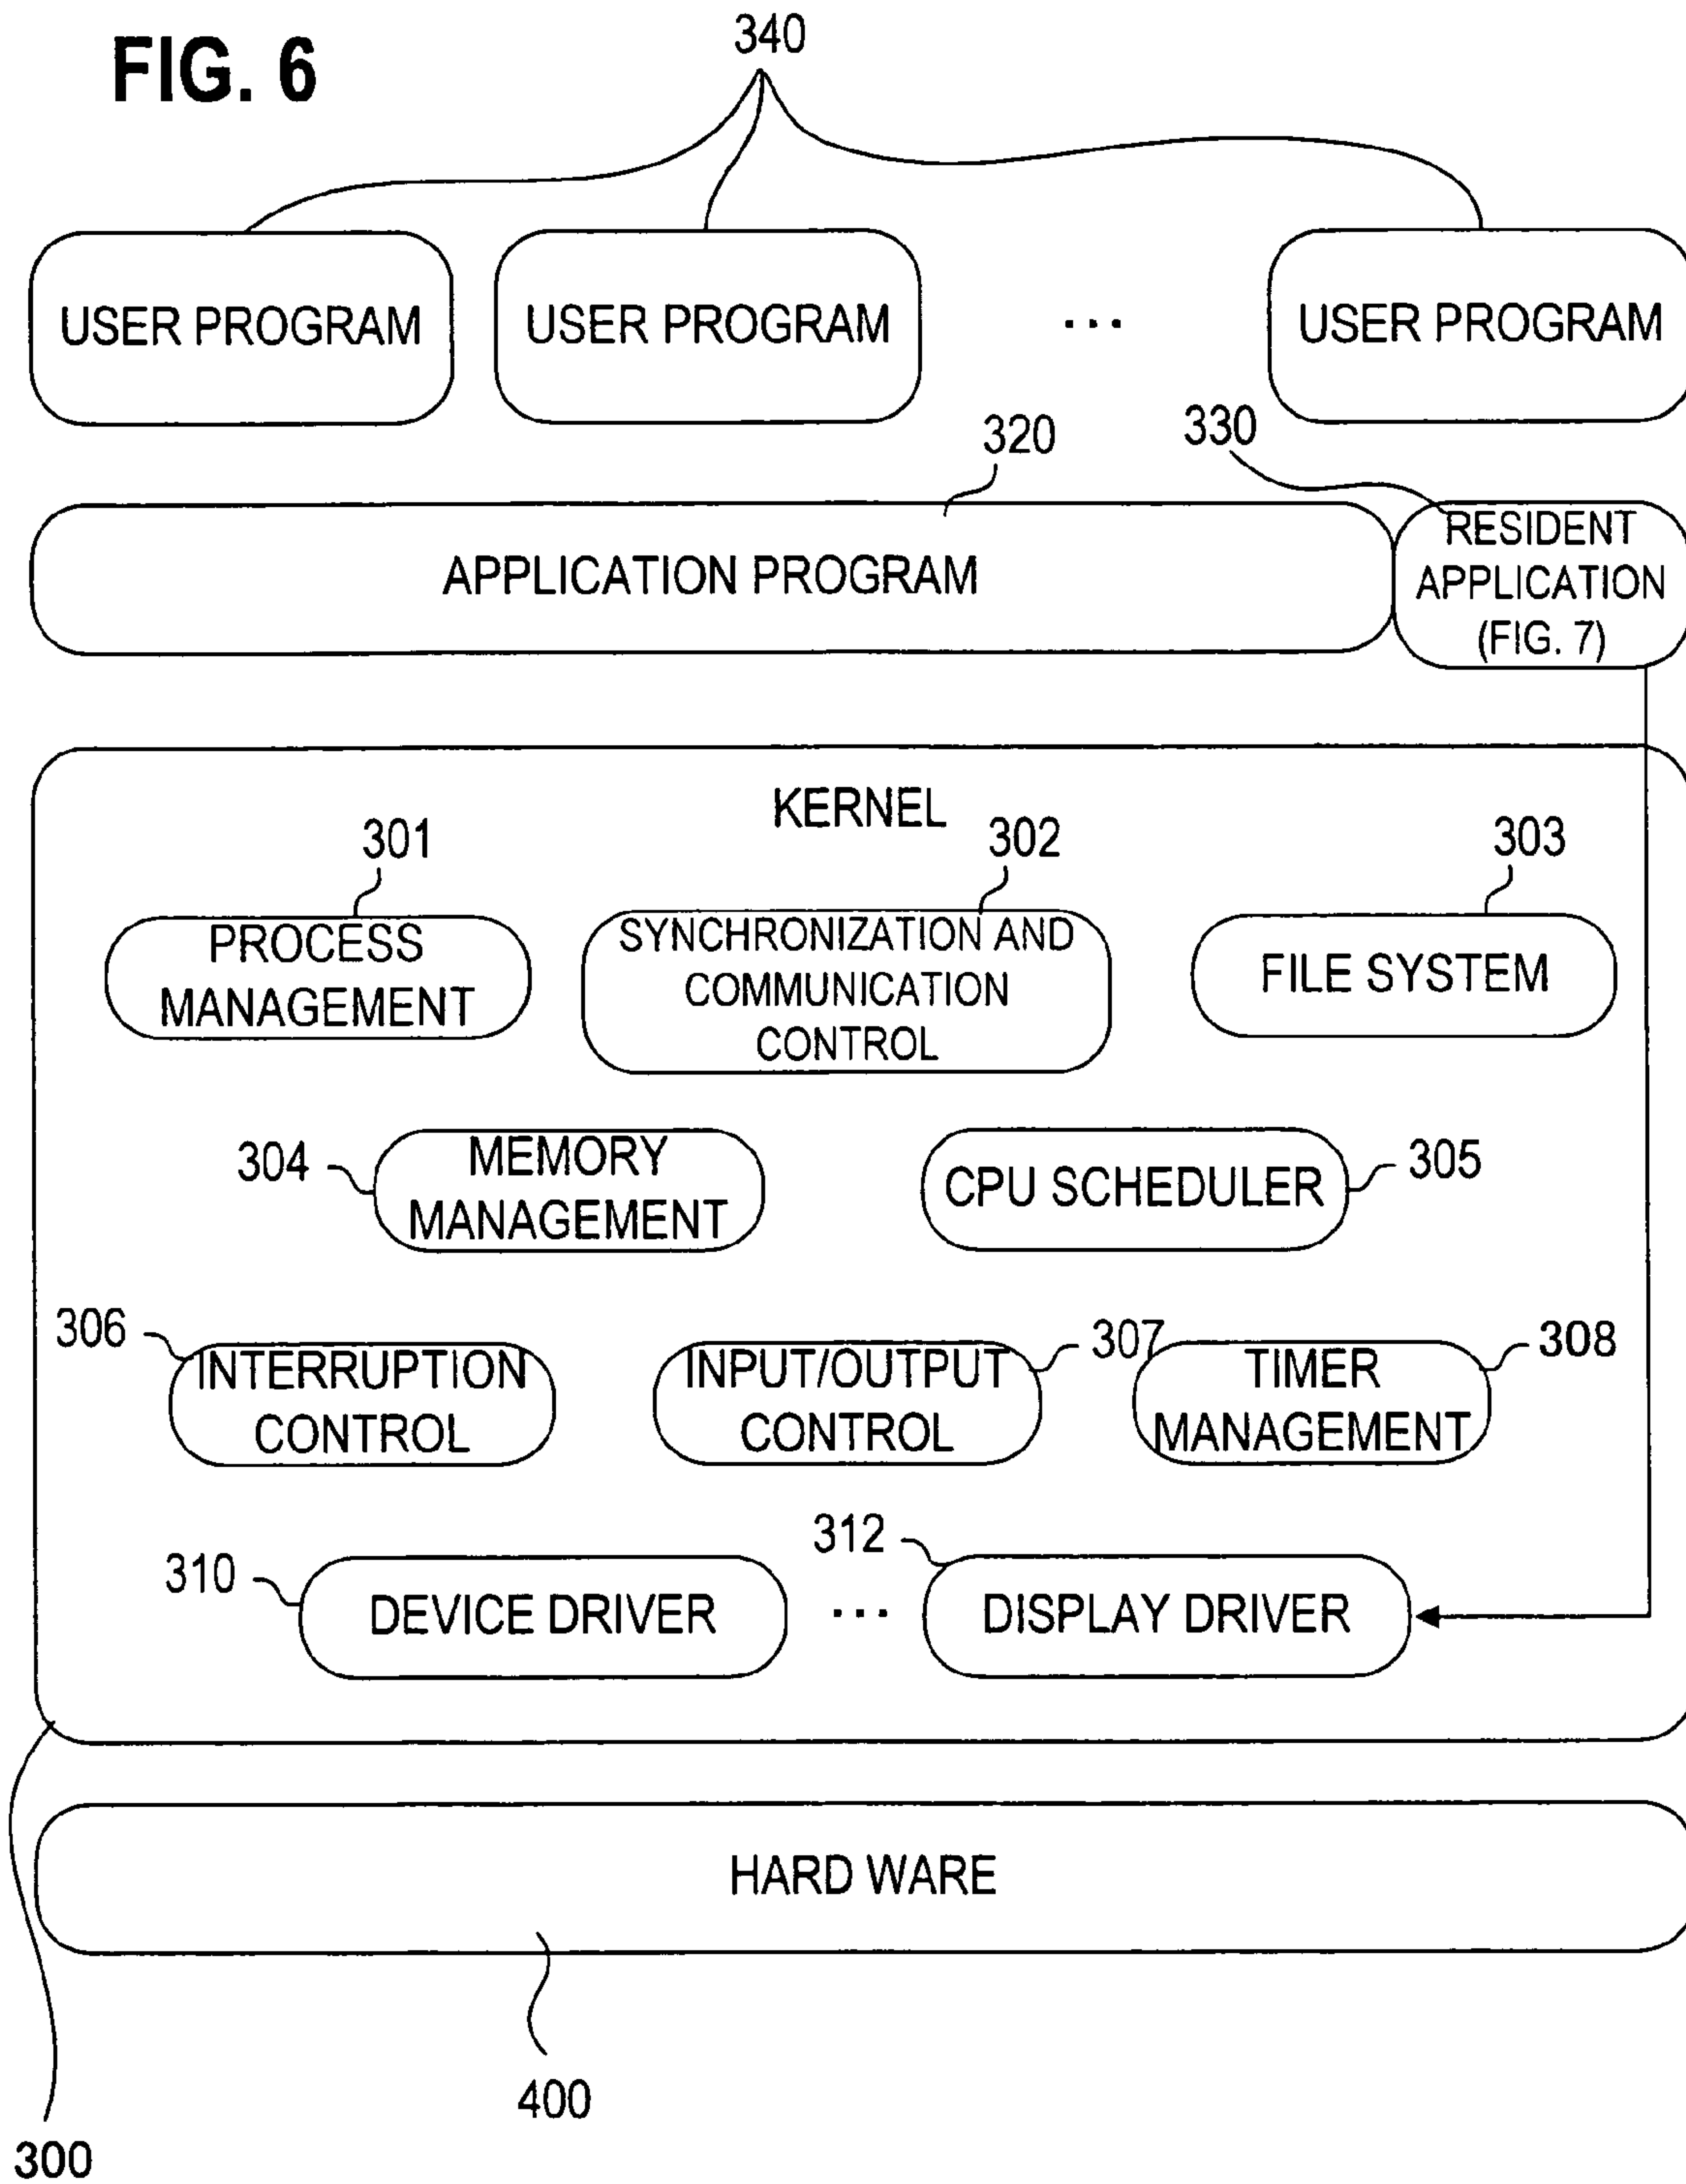 FIG. 6
340
USER PROGRAM
USER PROGRAM
...
USER PROGRAM
320
330
APPLICATION PROGRAM
RESIDENT
APPLICATION
(FIG. 7)
KERNEL
301
302
303
PROCESS
MANAGEMENT
SYNCHRONIZATION AND
COMMUNICATION
CONTROL
FILE SYSTEM
304
MEMORY
MANAGEMENT
CPU SCHEDULER
305
306
INTERRUPTION
CONTROL
INPUT/OUTPUT
CONTROL
307
TIMER
MANAGEMENT
308
310
DEVICE DRIVER
...
312
DISPLAY DRIVER
HARD WARE
400
300